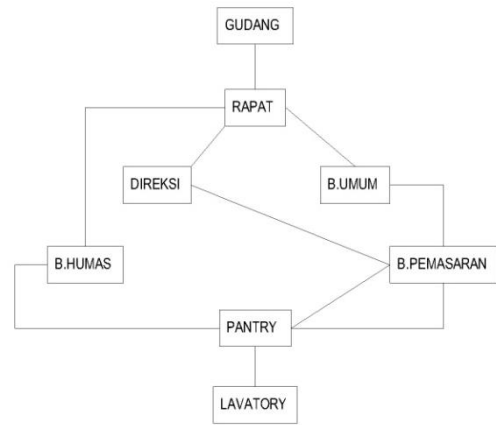 GUDANG
RAPAT
DIREKSI
B.UMUM
B.HUMAS
B.PEMASARAN
PANTRY
LAVATORY